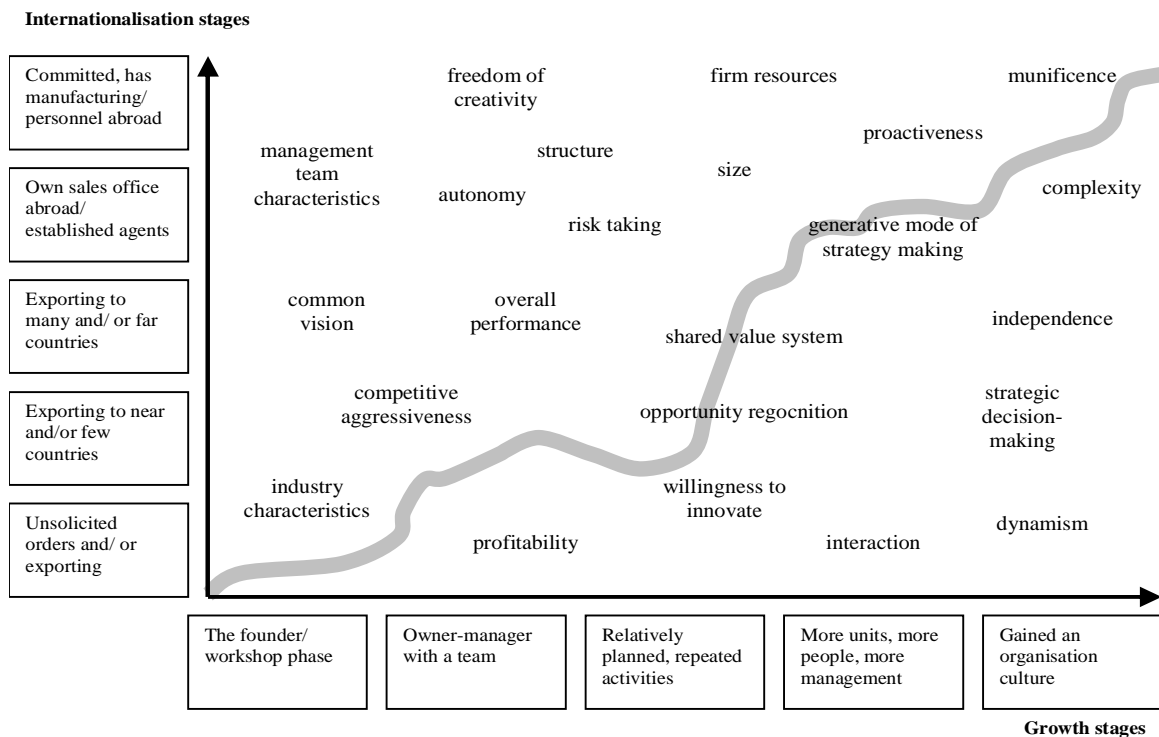 Internationalisation stages
Committed, has
manufacturing/
personnel abroad
Own sales office
abroad/
established agents
Exporting to
many and/ or far
countries
Exporting to near
and/or few
countries
Unsolicited
orders and/ or
exporting
freedom of
creativity
firm resources
munificence
management
team
characteristics
structure
proactiveness
size
autonomy
complexity
risk taking
generative mode of
strategy making
common
vision
overall
performance
shared value system
independence
competitive
aggressiveness
opportunity regocnition
strategic
decision-
making
industry
characteristics
willingness to
innovate
profitability
interaction
dynamism
The founder/
workshop phase
Owner-manager
with a team
Relatively
planned, repeated
activities
More units, more
people, more
management
Gained an
organisation
culture
Growth stages